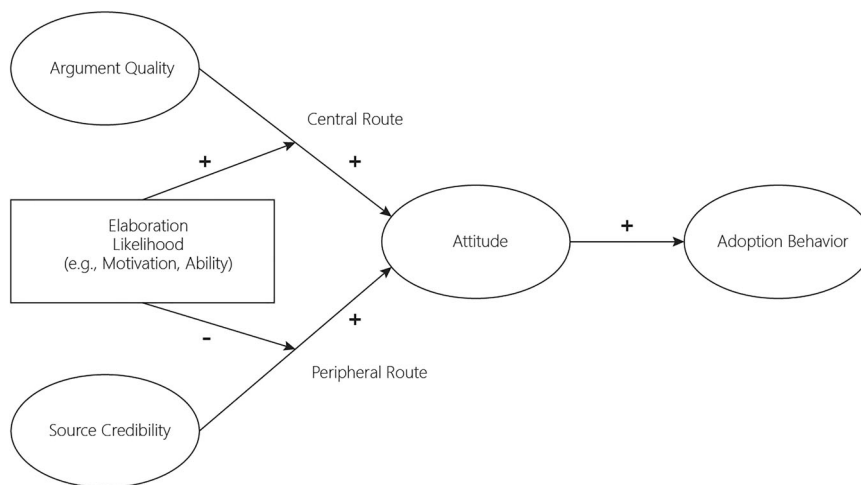 Argument Quality
Central Route
+
+
Elaboration
Likelihood
(e.g., Motivation, Ability)
Attitude
+
Adoption Behavior
-
+
Peripheral Route
Source Credibility